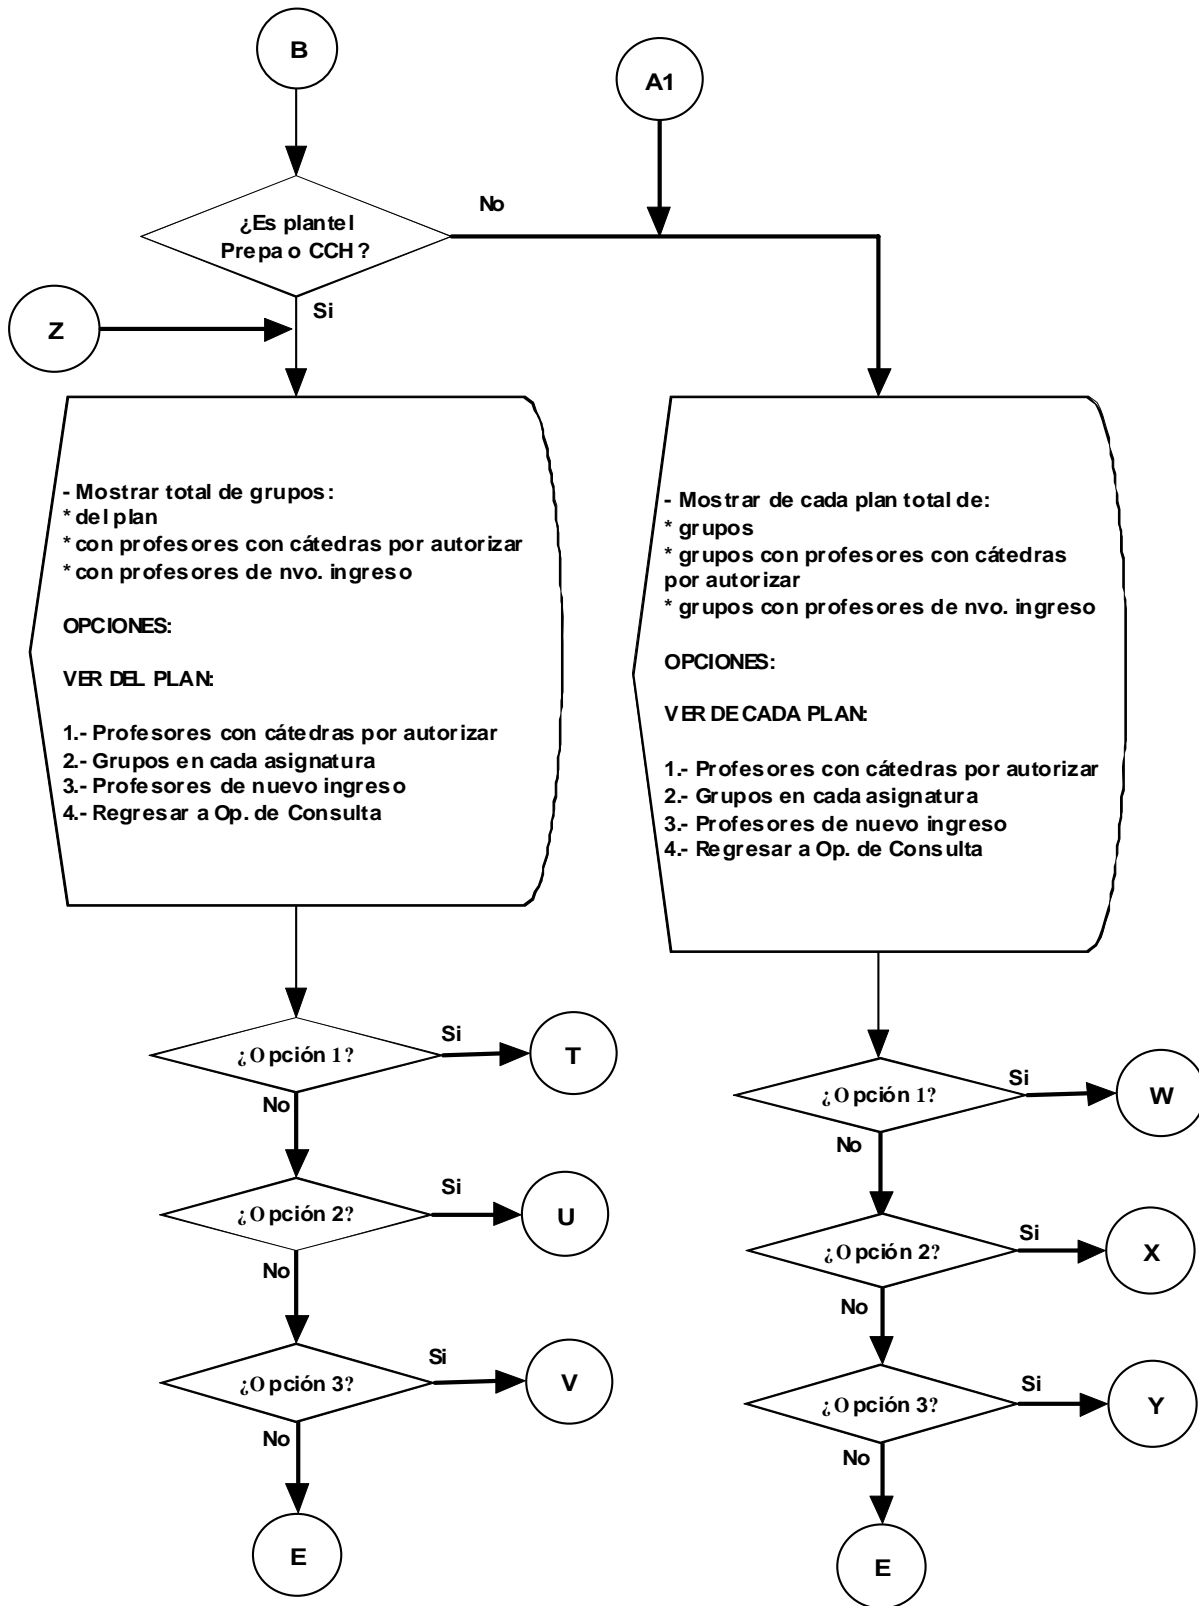 B
A1
¿Es plantel
Prepa o CCH?
No
Si
Z
- Mostrar total de grupos:
* del plan
* con profesores con cátedras por autorizar
* con profesores de nvo. ingreso
OPCIONES:
VER DEL PLAN:
1.- Profesores con cátedras por autorizar
2.- Grupos en cada asignatura
3.- Profesores de nuevo ingreso
4.- Regresar a Op. de Consulta
- Mostrar de cada plan total de:
* grupos
* grupos con profesores con cátedras
por autorizar
* grupos con profesores de nvo. ingreso
OPCIONES:
VER DE CADA PLAN:
1.- Profesores con cátedras por autorizar
2.- Grupos en cada asignatura
3.- Profesores de nuevo ingreso
4.- Regresar a Op. de Consulta
¿Opción 1?
Si
T
No
¿Opción 2?
Si
U
No
¿Opción 3?
Si
V
No
E
¿Opción 1?
Si
W
No
¿Opción 2?
Si
X
No
¿Opción 3?
Si
Y
No
E